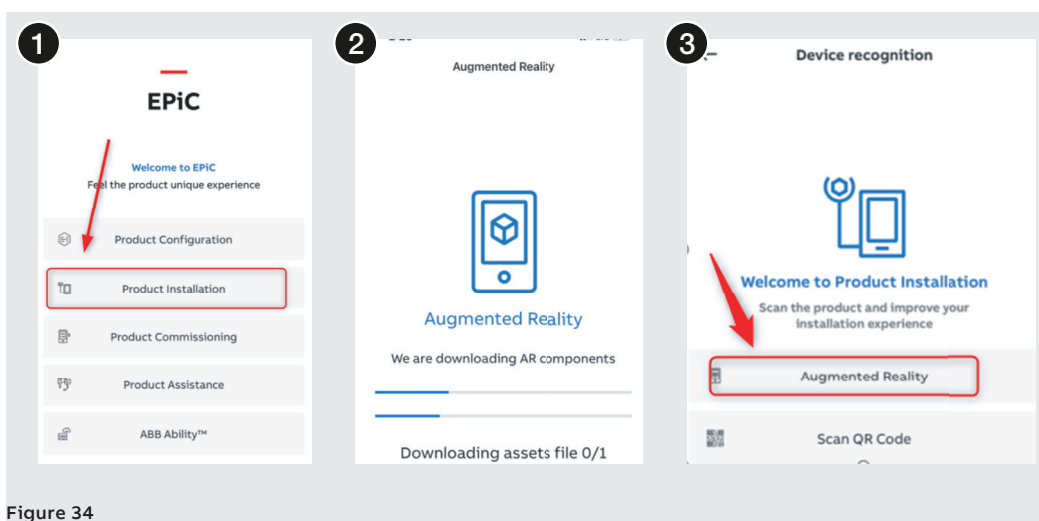 1
EPiC
Welcome to EPiC
Feel the product unique experience
Product Configuration
Product Installation
Product Commissioning
Product Assistance
ABB Ability™
2
Augmented Reality
Augmented Reality
We are downloading AR components
Downloading assets file 0/1
3
Device recognition
Welcome to Product Installation
Scan the product and improve your
installation experience
Augmented Reality
Scan QR Code
Figure 34